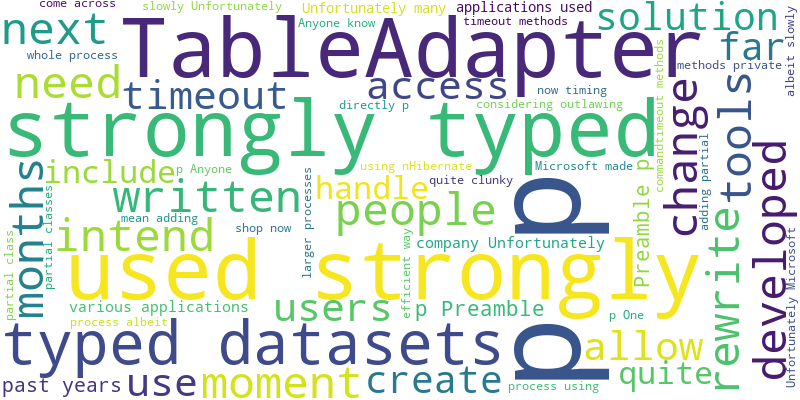 come across
slowly Unfortunately
Unfortunately many
applications used
solution
next
TableAdapter
Anyone know
timeout methods
far
whole process
methods private
albeit slowly
need
timeout
access
directly p
considering outlawing
now timing
change
tools
strongly typed
commandtimeout methods
adding partial
developed
include
p Anyone
using nHibernate
Microsoft made
quite clunky
handle
months
partial classes
written
mean adding
people
p
Preamble p
larger processes
shop now
intend
company Unfortunately
rewrite
partial class
efficient way
used strongly
Unfortunately Microsoft
various applications
users
p Preamble
p One
process albeit
typed datasets
p
allow
past years
use
moment
create
process using
quite